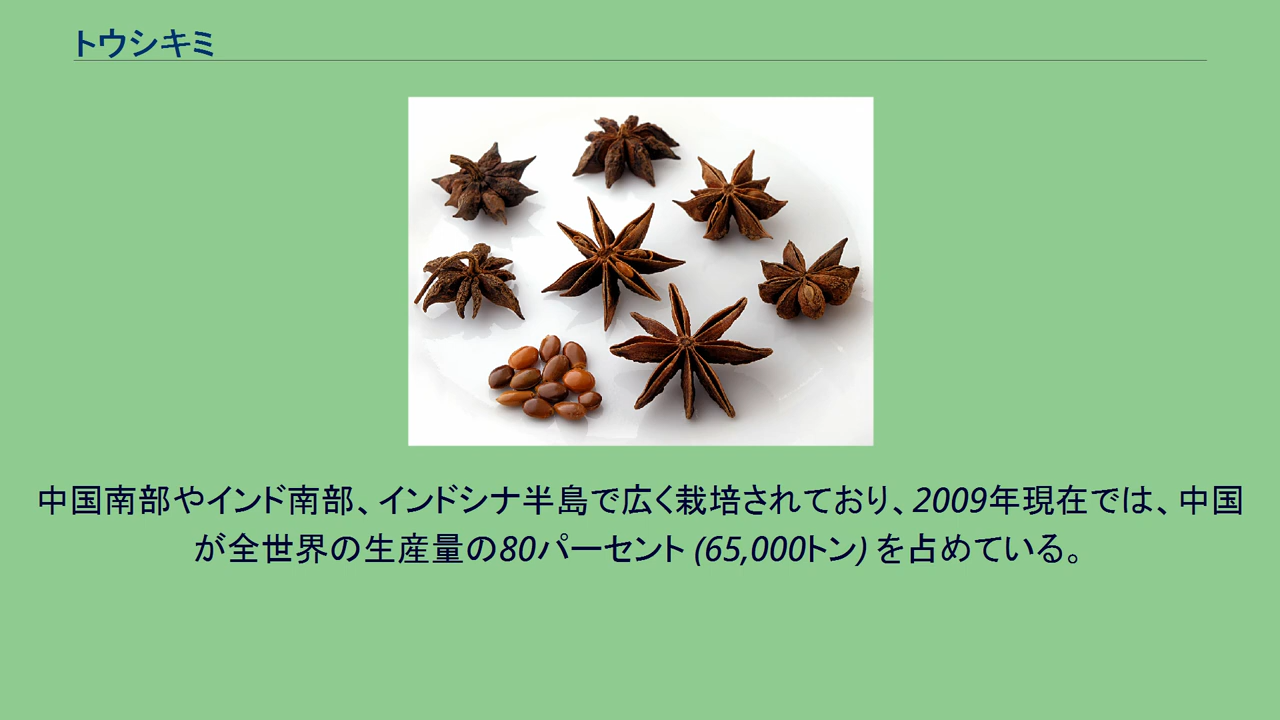 トウシキミ
中国南部やインド南部、インドシナ半島で広く栽培されており、2009年現在では、中国
が全世界の生産量の80パーセント (65,000トン) を占めている。